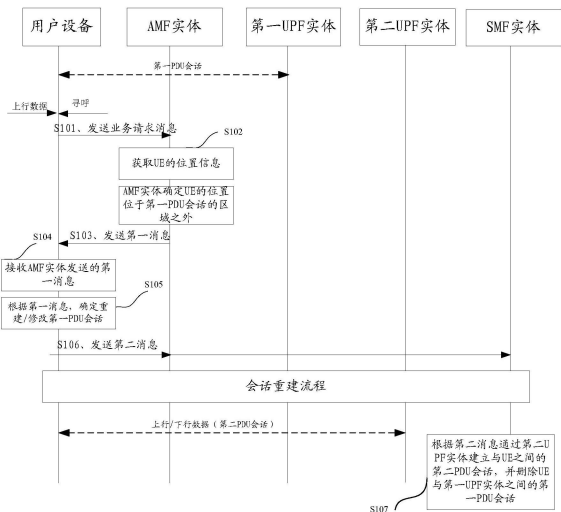 用户设备
AMF实体
第一UPF实体
第二UPF实体
SMF实体
第一PDU会话
上行数据
寻呼
S101、发送业务请求消息
S102
获取UE的位置信息
AMF实体确定UE的位置
位于第一PDU会话的区
域之外
S103、发送第一消息
S104
接收AMF实体发送的第
一消息
S105
根据第一消息、确定重
建/修改第一PDU会话
S106、发送第二消息
会话重建流程
上行/下行数据(第二PDU会话)
根据第二消息通过第二U
PF实体建立与UE之间的
第二PDU会话，并删除UE
与第一UPF实体之间的第
一PDU会话
S107